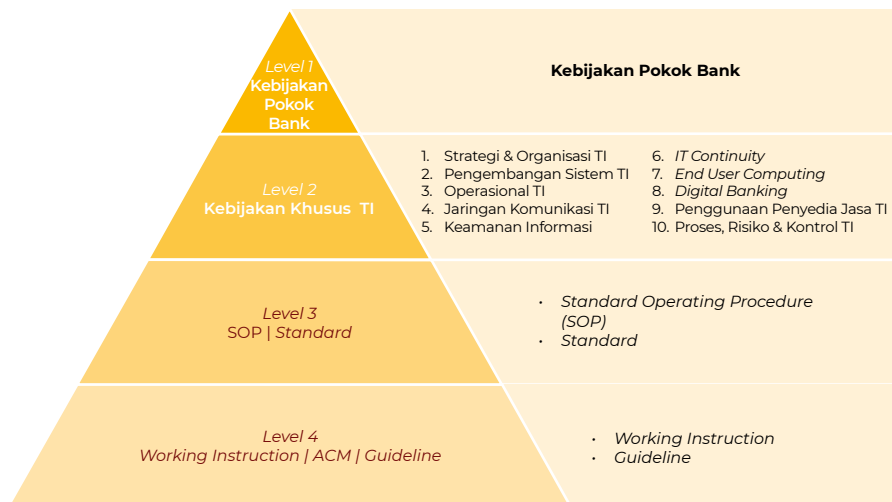 Level 1
Kebijakan
Pokok
Bank
Kebijakan Pokok Bank
Level 2
Kebijakan Khusus TI
1. Strategi & Organisasi TI
2. Pengembangan Sistem TI
3. Operasional TI
4. Jaringan Komunikasi TI
5. Keamanan Informasi
6. IT Continuity
7. End User Computing
8. Digital Banking
9. Penggunaan Penyedia Jasa TI
10. Proses, Risiko & Kontrol TI
Level 3
SOP | Standard
• Standard Operating Procedure
(SOP)
• Standard
Level 4
Working Instruction | ACM | Guideline
• Working Instruction
• Guideline